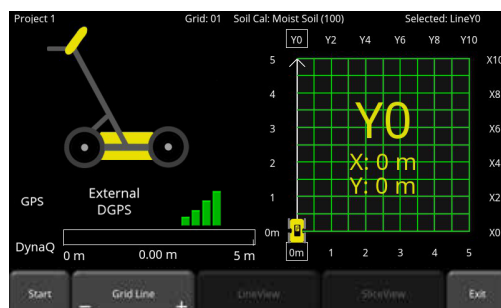 Project 1 Grid: 01 Soil Cal: Moist Soil (100) Selected: LineY0
Y0 Y2 Y4 Y6 Y8 Y10
5 X10
4 X8
3 X6
2 X4
1 X2
0m X0
Y0
X: 0 m
Y: 0 m
0m 1 2 3 4 5
GPS External
DGPS
DynaQ
0 m 0.00 m 5 m
Start - Grid Line + LineView SliceView Exit